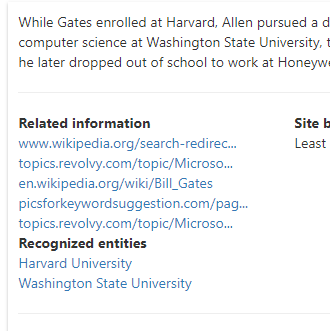 While Gates enrolled at Harvard, Allen pursued a d
computer science at Washington State University, t
he later dropped out of school to work at Honeywe
Related information
Site b
www.wikipedia.org/search-redirec...
Least
topics.revolvy.com/topic/Microso...
en.wikipedia.org/wiki/Bill_Gates
picsforkeywordsuggestion.com/pag...
topics.revolvy.com/topic/Microso...
Recognized entities
Harvard University
Washington State University